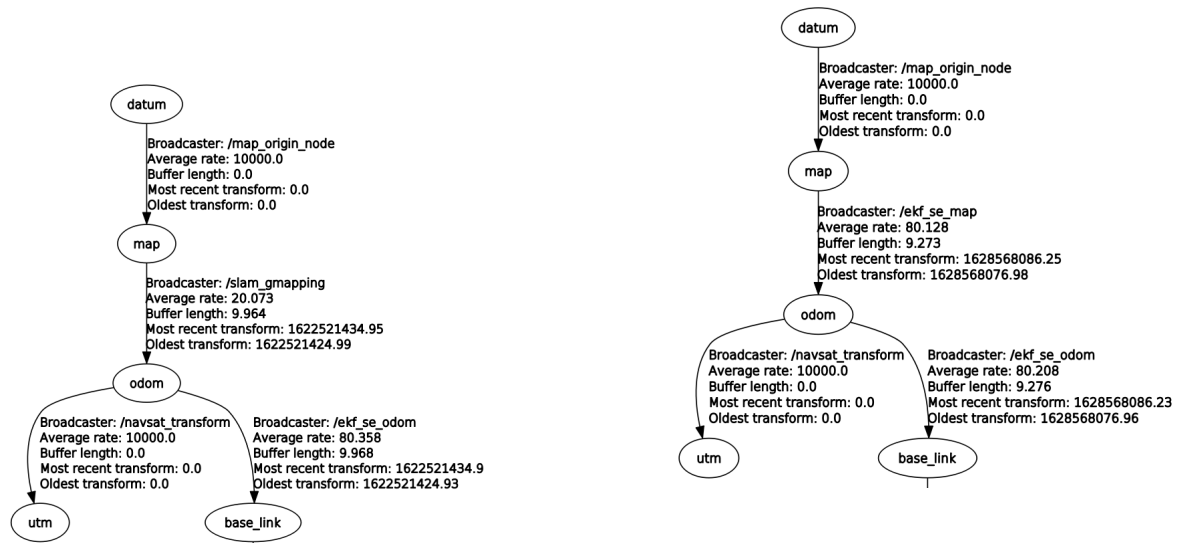 datum
Broadcaster: /map_origin_node
Average rate: 10000.0
Buffer length: 0.0
Most recent transform: 0.0
Oldest transform: 0.0
map
Broadcaster: /slam_gmapping
Average rate: 20.073
Buffer length: 9.964
Most recent transform: 1622521434.95
Oldest transform: 1622521424.99
odom
Broadcaster: /navsat_transform
Average rate: 10000.0
Buffer length: 0.0
Most recent transform: 0.0
Oldest transform: 0.0
Broadcaster: /ekf_se_odom
Average rate: 80.358
Buffer length: 9.968
Most recent transform: 1622521434.9
Oldest transform: 1622521424.93
utm
base_link
datum
Broadcaster: /map_origin_node
Average rate: 10000.0
Buffer length: 0.0
Most recent transform: 0.0
Oldest transform: 0.0
map
Broadcaster: /ekf_se_map
Average rate: 80.128
Buffer length: 9.273
Most recent transform: 1628568086.25
Oldest transform: 1628568076.98
odom
Broadcaster: /navsat_transform
Average rate: 10000.0
Buffer length: 0.0
Most recent transform: 0.0
Oldest transform: 0.0
Broadcaster: /ekf_se_odom
Average rate: 80.208
Buffer length: 9.276
Most recent transform: 1628568086.23
Oldest transform: 1628568076.96
utm
base_link